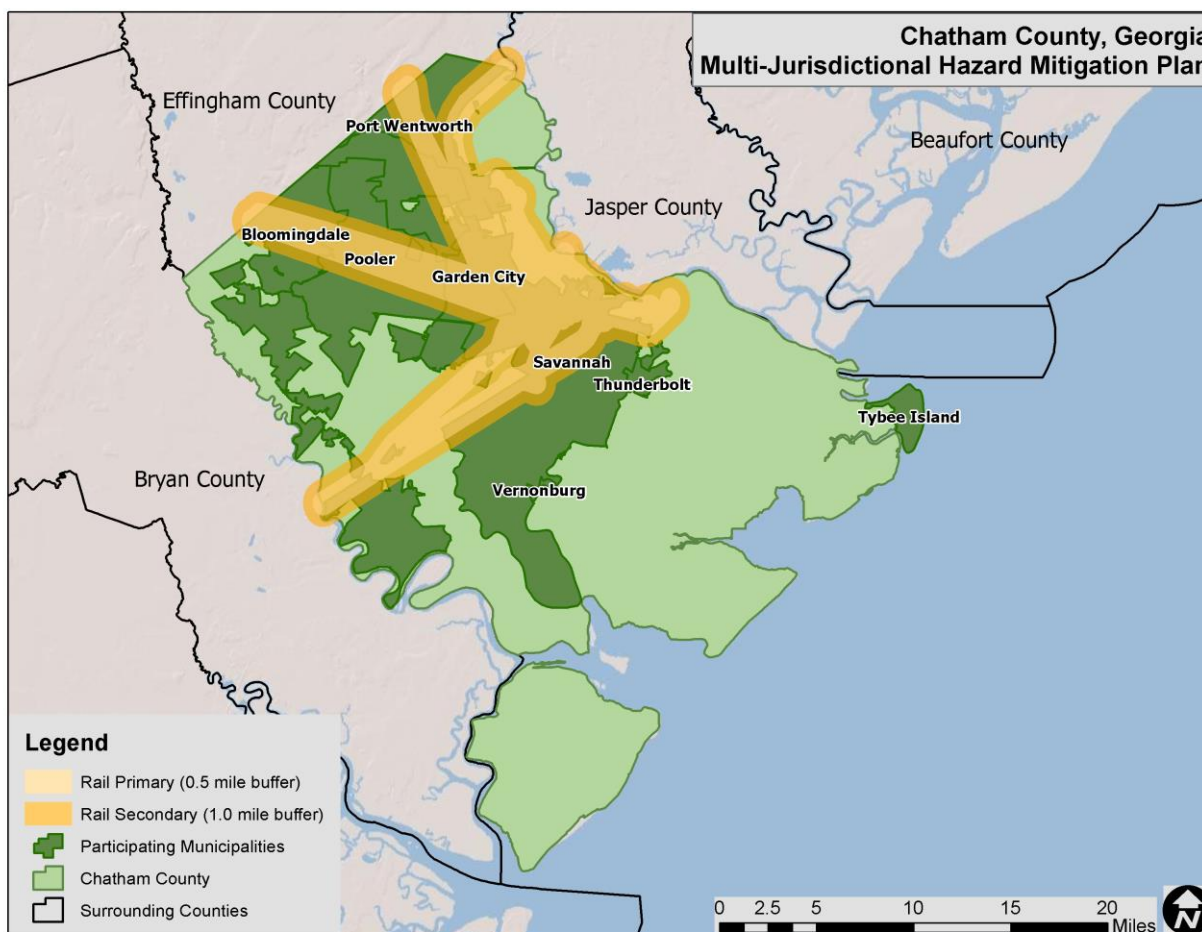 Chatham County, Georgia
Multi-Jurisdictional Hazard Mitigation Plan
Effingham County
Port Wentworth
Beaufort County
Jasper County
Bloomingdale
Pooler
Garden City
Savannah
Thunderbolt
Tybee Island
Bryan County
Vernonburg
Legend
Rail Primary (0.5 mile buffer)
Rail Secondary (1.0 mile buffer)
Participating Municipalities
Chatham County
Surrounding Counties
0 2.5 5 10 15 20
Miles
N